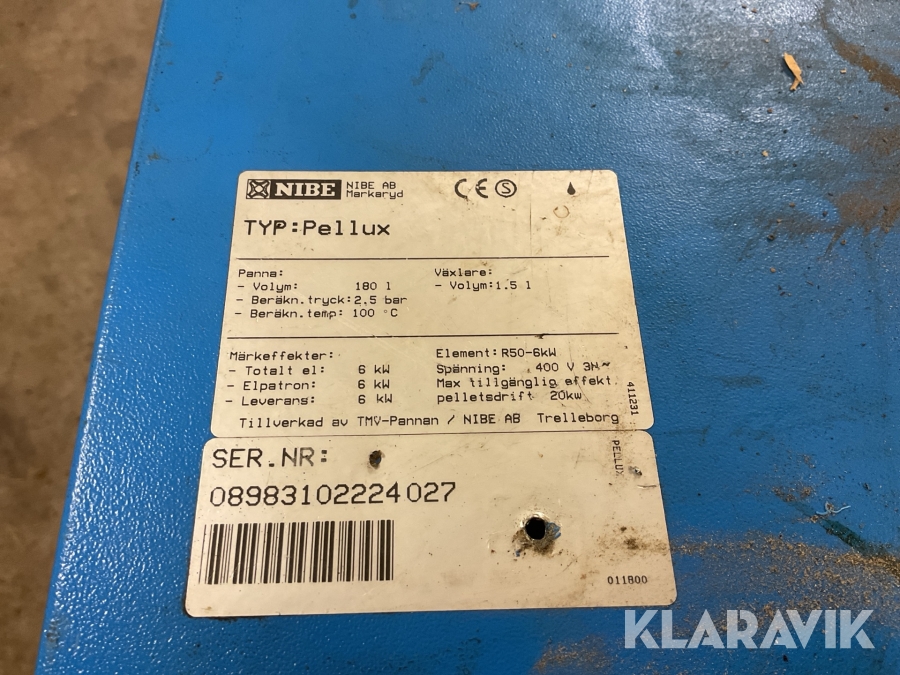 NIBE NIBE AB
Markaryd
CE S
TYP:Pellux
Panna:
- Volym: 180 l
- Beräkn.tryck:2,5 bar
- Beräkn.temp: 100 °C
Växlare:
- Volym:1.5 l
Märkeffekter:
- Totalt el: 6 kW
- Elpatron: 6 kW
- Leverans: 6 kW
Element:R50-6kW
Spänning: 400 V 3N~
Max tillgänglig effekt
pelletsdrift 20kw
411231
Tillverkad av TMV-Pannan / NIBE AB Trelleborg
PELLUX
SER.NR:
08983102224027
011800
KLARAVIK